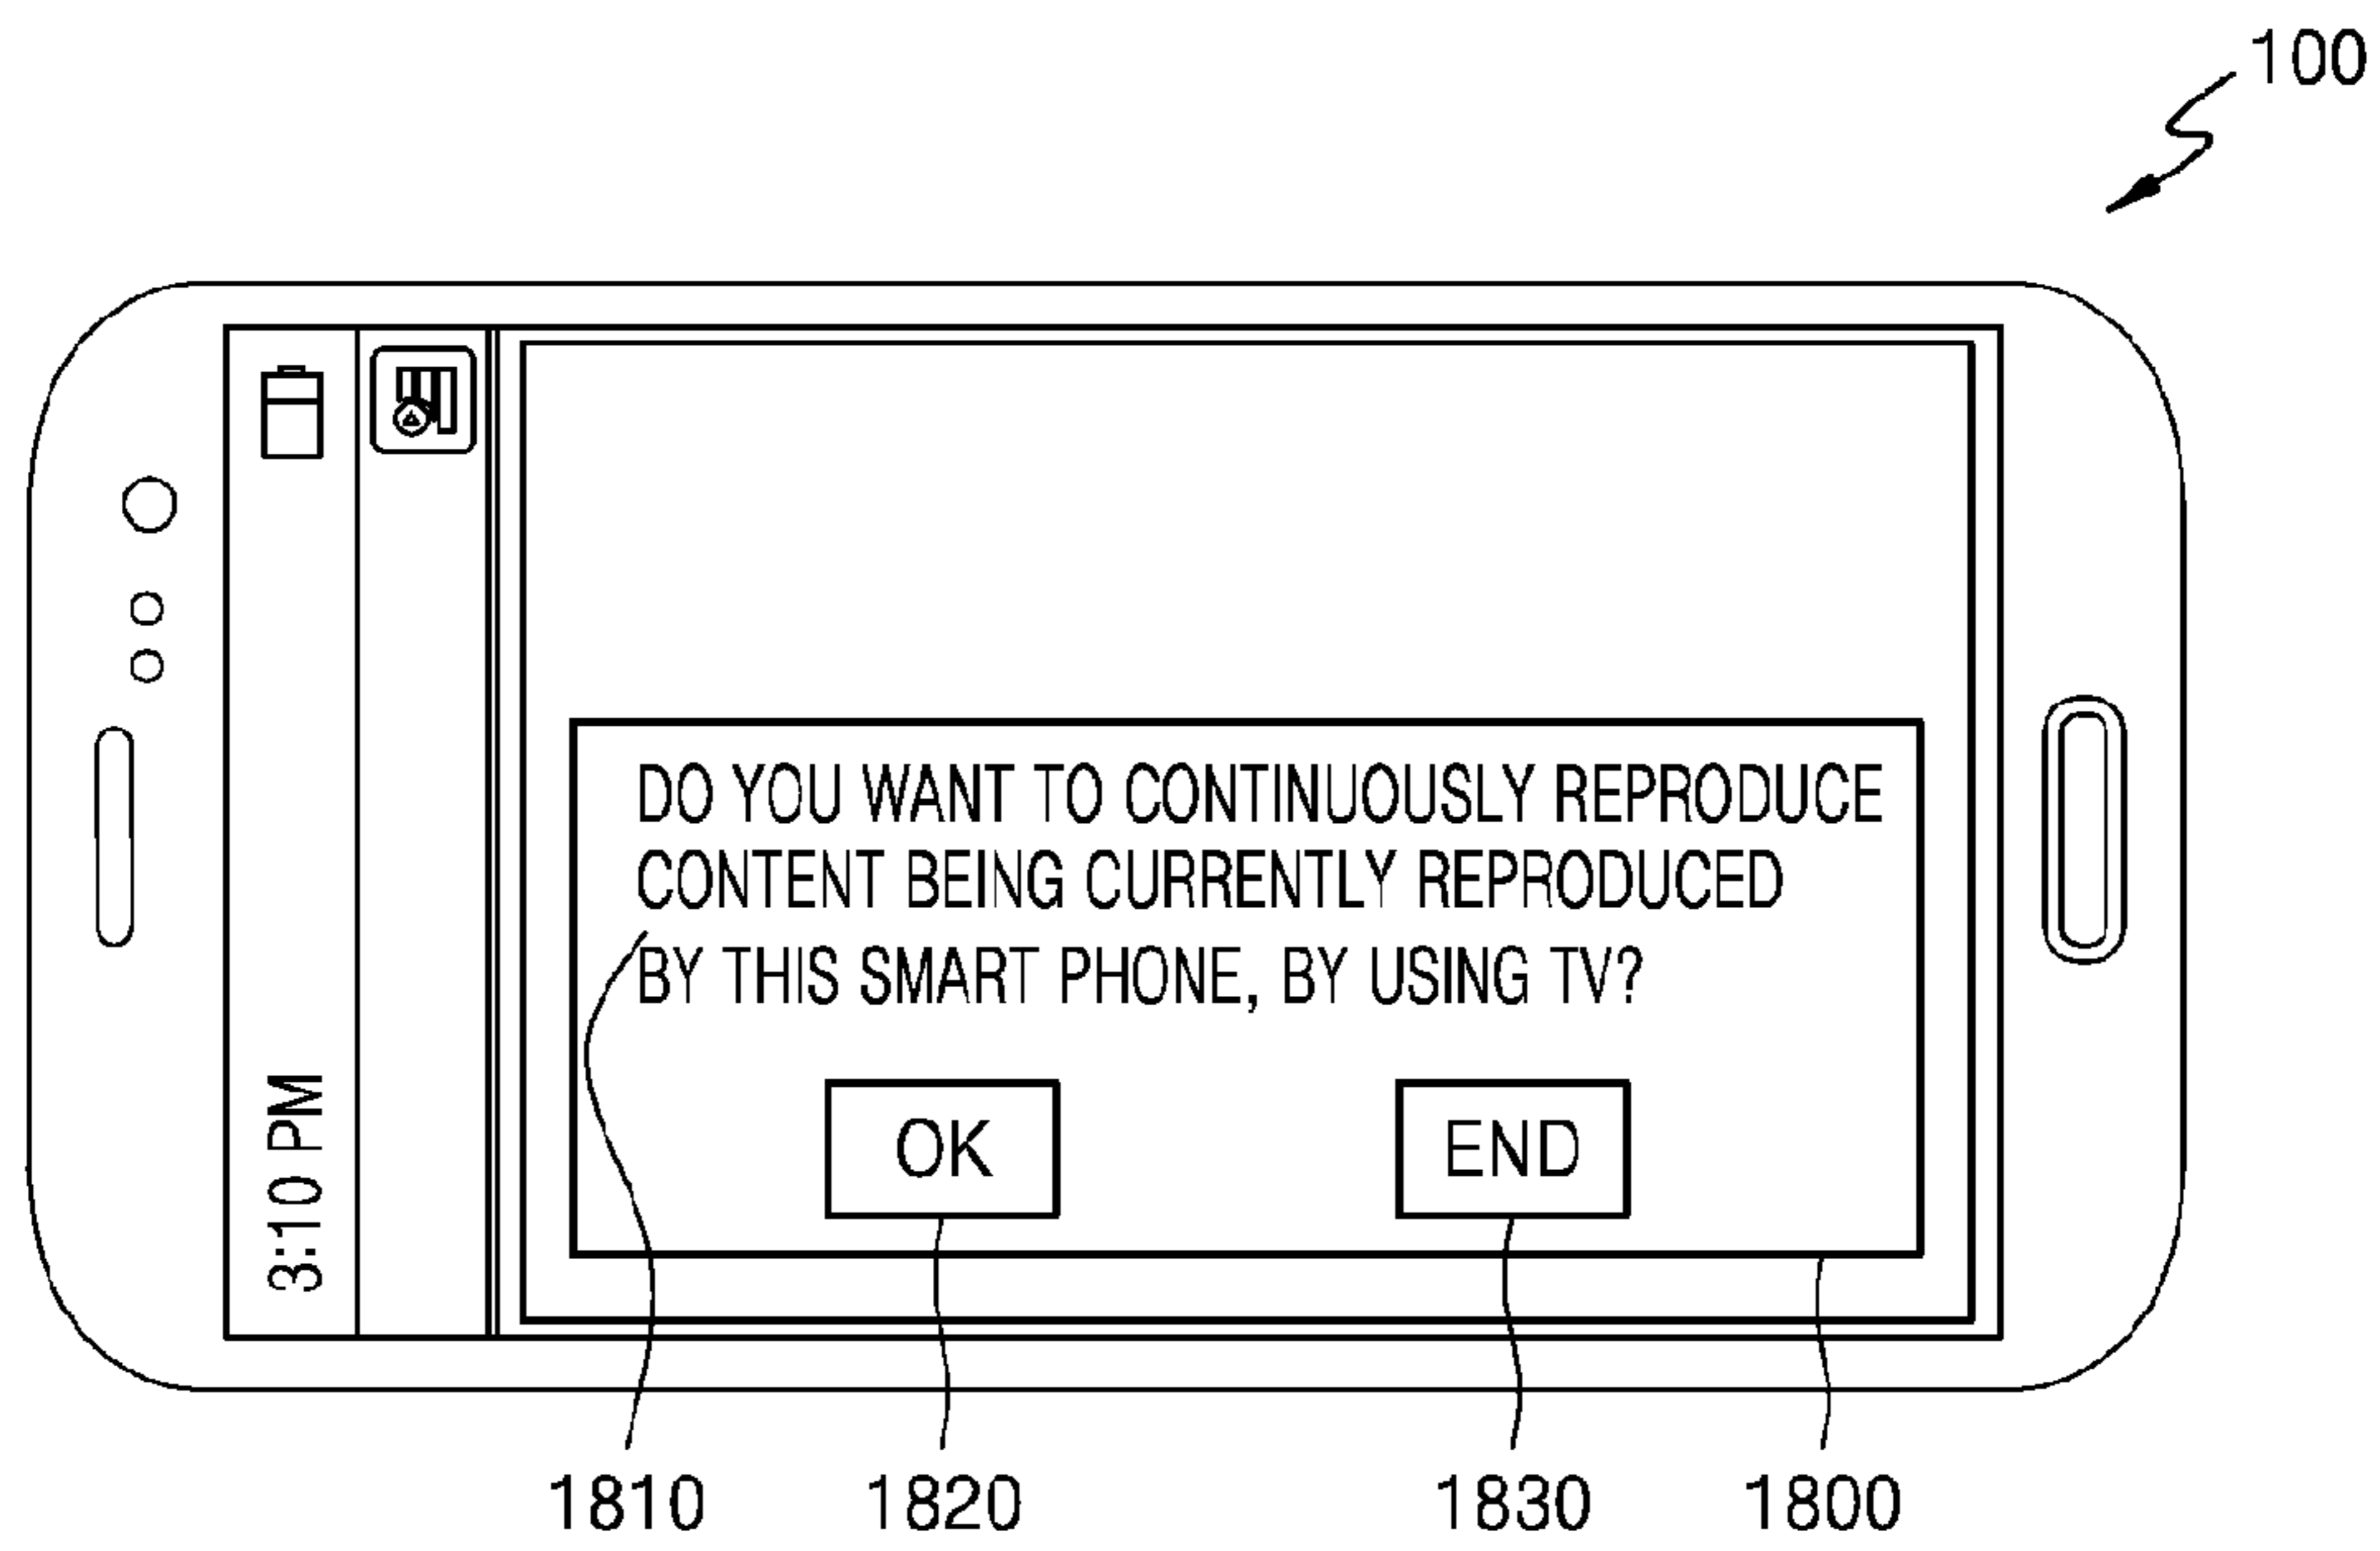 100
DO YOU WANT TO CONTINUOUSLY REPRODUCE
CONTENT BEING CURRENTLY REPRODUCED
BY THIS SMART PHONE, BY USING TV?
OK
END
3:10 PM
1810
1820
1830
1800